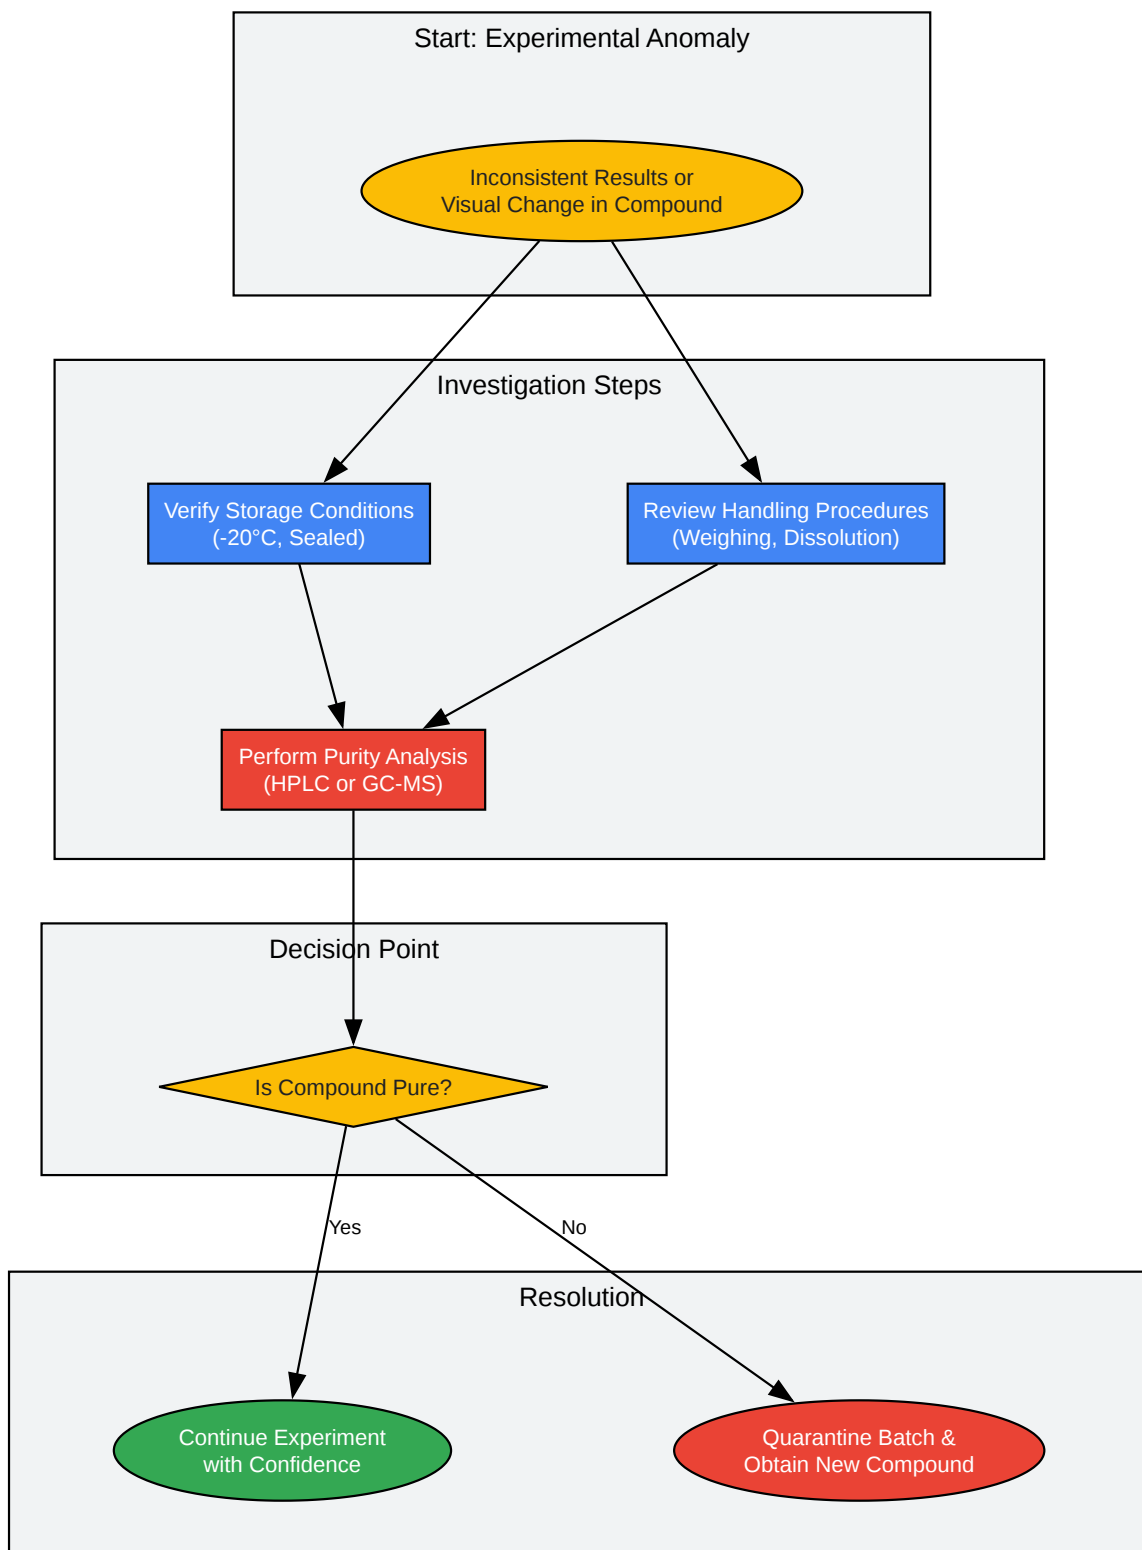 Start: Experimental Anomaly
Inconsistent Results or
Visual Change in Compound
Investigation Steps
Verify Storage Conditions
(-20°C, Sealed)
Review Handling Procedures
(Weighing, Dissolution)
Perform Purity Analysis
(HPLC or GC-MS)
Decision Point
Is Compound Pure?
Yes
No
Resolution
Continue Experiment
with Confidence
Quarantine Batch &
Obtain New Compound